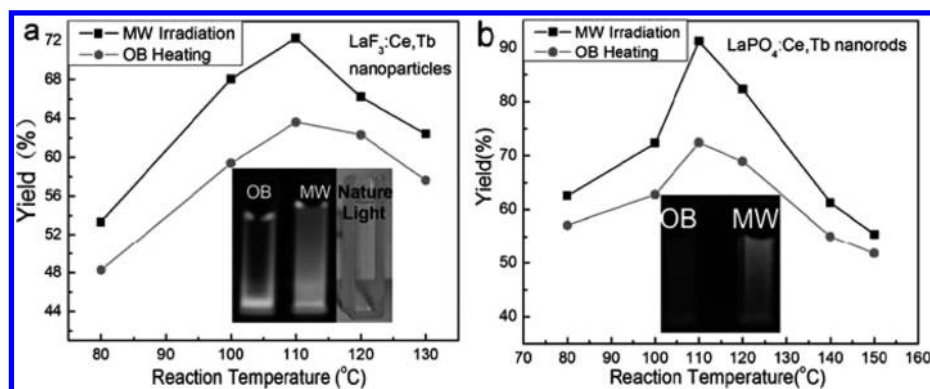 a
MW Irradiation
OB Heating
LaF3:Ce,Tb
nanoparticles
72
68
64
60
56
52
48
44
Yield (%)
OB
MW
Nature
Light
80
90
100
110
120
130
Reaction Temperature(°C)
b
MW Irradiation
OB Heating
LaPO4:Ce,Tb nanorods
90
80
70
60
50
40
Yield(%)
OB
MW
70
80
90
100
110
120
130
140
150
160
Reaction Temperature(°C)